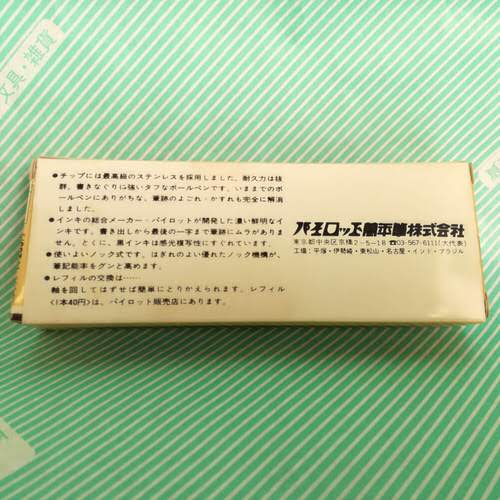 文具・雑貨
●チップには最高級のステンレスを採用しました。耐久力は抜
群。書きなぐりに強いタフなボールペンです。いままでのボ
ールペンにありがちな、筆跡のよごれ・かすれも完全に解消
しました。
●インキの総合メーカー・パイロットが開発した濃い鮮明なイ
ンキです。書き出しから最後の一字まで筆跡にムラがありま
せん。とくに、黒インキは感光複写性にすぐれています。
●使いよいノック式です。はぎれのよい優れたノック機構が、
筆記能率をグンと高めます。
●レフィルの交換は……
軸を回してはずせば簡単にとりかえられます。レフィル
(1本40円)は、パイロット販売店にあります。
パイロット萬年筆株式会社
東京都中央区京橋2-5-18 ☎03-567-6111(大代表)
工場:平塚・伊勢崎・東松山・名古屋・インド・ブラジル